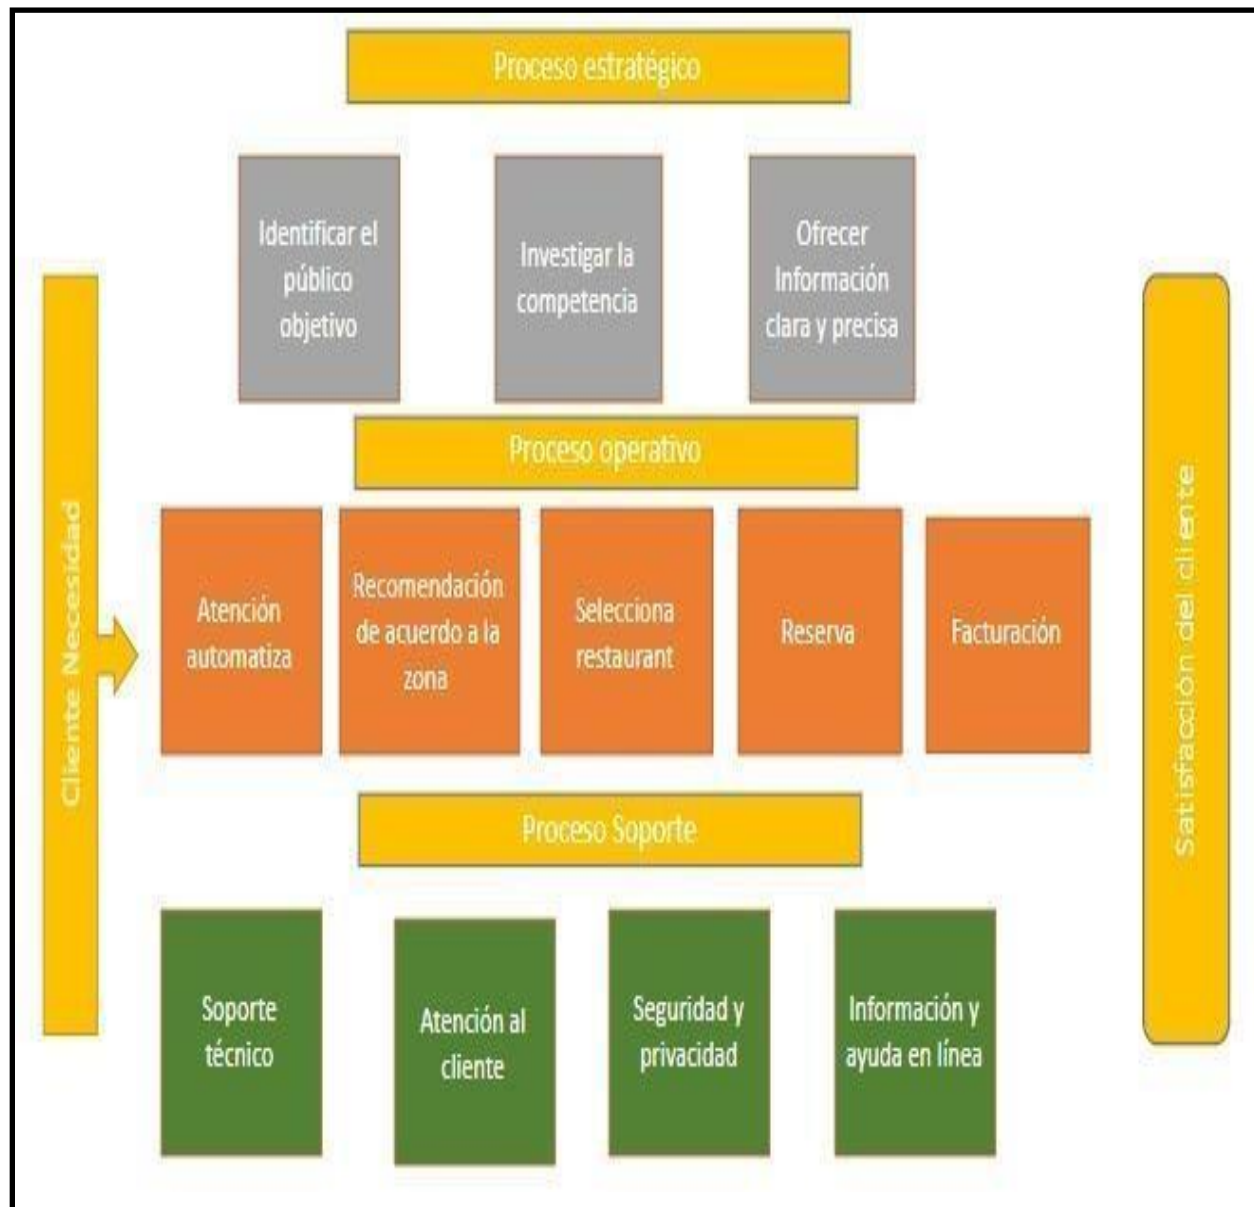 Proceso estratégico
Identificar el
público
objetivo
Investigar la
competencia
Ofrecer
Información
clara y precisa
Cliente Necesidad
Proceso operativo
Atención
automatiza
Recomendación
de acuerdo a la
zona
Selecciona
restaurant
Reserva
Facturación
Satisfacción del cliente
Proceso Soporte
Soporte
técnico
Atención al
cliente
Seguridad y
privacidad
Información y
ayuda en línea